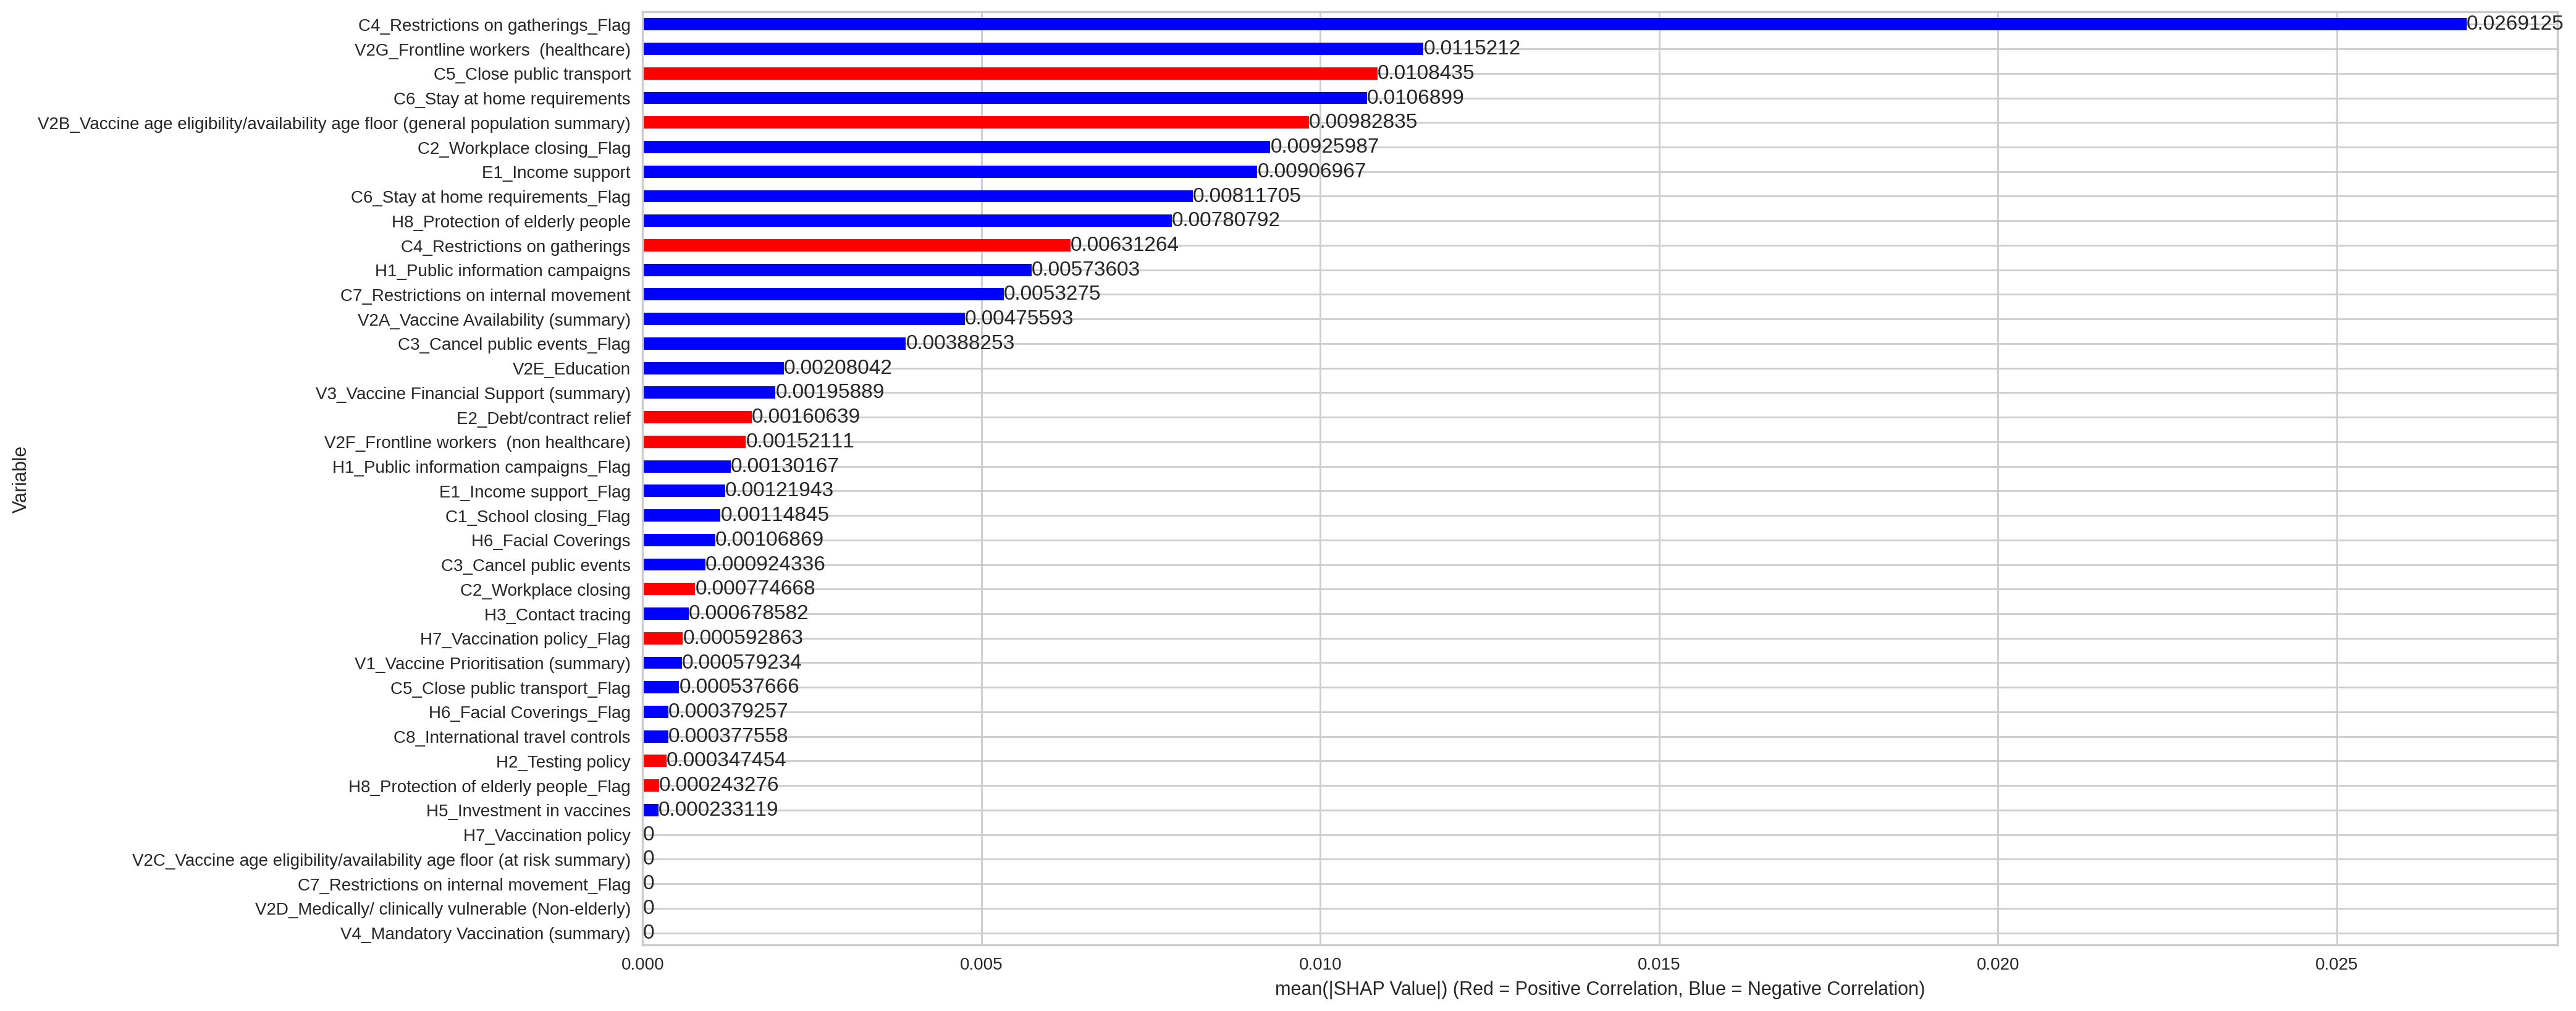 C4_Restrictions on gatherings_Flag 0.0269125
V2G_Frontline workers  (healthcare) 0.0115212
C5_Close public transport 0.0108435
C6_Stay at home requirements 0.0106899
V2B_Vaccine age eligibility/availability age floor (general population summary) 0.00982835
C2_Workplace closing_Flag 0.00925987
E1_Income support 0.00906967
C6_Stay at home requirements_Flag 0.00811705
H8_Protection of elderly people 0.00780792
C4_Restrictions on gatherings 0.00631264
H1_Public information campaigns 0.00573603
C7_Restrictions on internal movement 0.0053275
V2A_Vaccine Availability (summary) 0.00475593
C3_Cancel public events_Flag 0.00388253
V2E_Education 0.00208042
V3_Vaccine Financial Support (summary) 0.00195889
E2_Debt/contract relief 0.00160639
V2F_Frontline workers  (non healthcare) 0.00152111
H1_Public information campaigns_Flag 0.00130167
E1_Income support_Flag 0.00121943
C1_School closing_Flag 0.00114845
H6_Facial Coverings 0.00106869
C3_Cancel public events 0.000924336
C2_Workplace closing 0.000774668
H3_Contact tracing 0.000678582
H7_Vaccination policy_Flag 0.000592863
V1_Vaccine Prioritisation (summary) 0.000579234
C5_Close public transport_Flag 0.000537666
H6_Facial Coverings_Flag 0.000379257
C8_International travel controls 0.000377558
H2_Testing policy 0.000347454
H8_Protection of elderly people_Flag 0.000243276
H5_Investment in vaccines 0.000233119
H7_Vaccination policy 0
V2C_Vaccine age eligibility/availability age floor (at risk summary) 0
C7_Restrictions on internal movement_Flag 0
V2D_Medically/ clinically vulnerable (Non-elderly) 0
V4_Mandatory Vaccination (summary) 0
Variable
0.000 0.005 0.010 0.015 0.020 0.025
mean(|SHAP Value|) (Red = Positive Correlation, Blue = Negative Correlation)